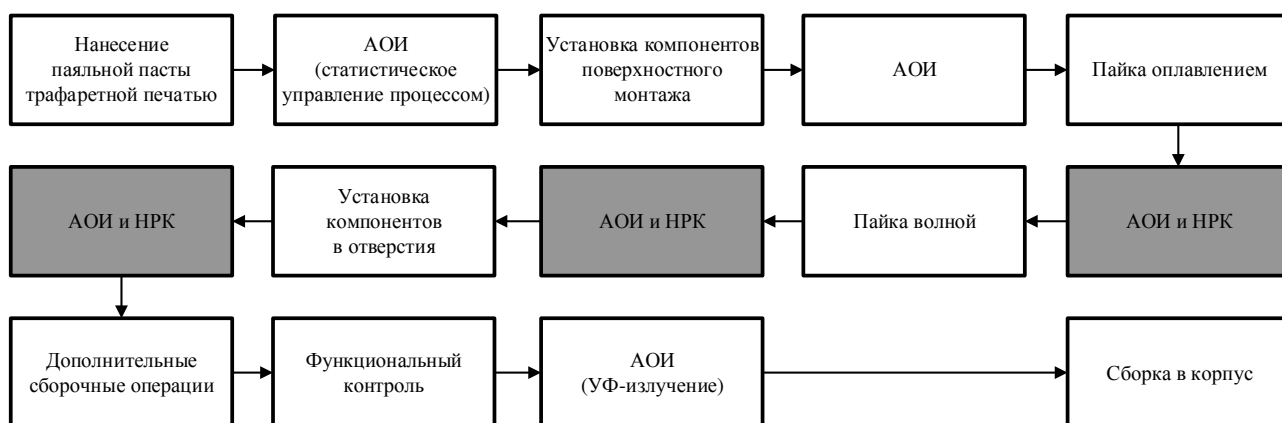 Нанесение
паяльной пасты
трафаретной печатью
АОИ
(статистическое
управление процессом)
Установка компонентов
поверхностного
монтажа
АОИ
Пайка оплавлением
АОИ и НРК
Установка
компонентов
в отверстия
АОИ и НРК
Пайка волной
АОИ и НРК
Дополнительные
сборочные операции
Функциональный
контроль
АОИ
(УФ-излучение)
Сборка в корпус